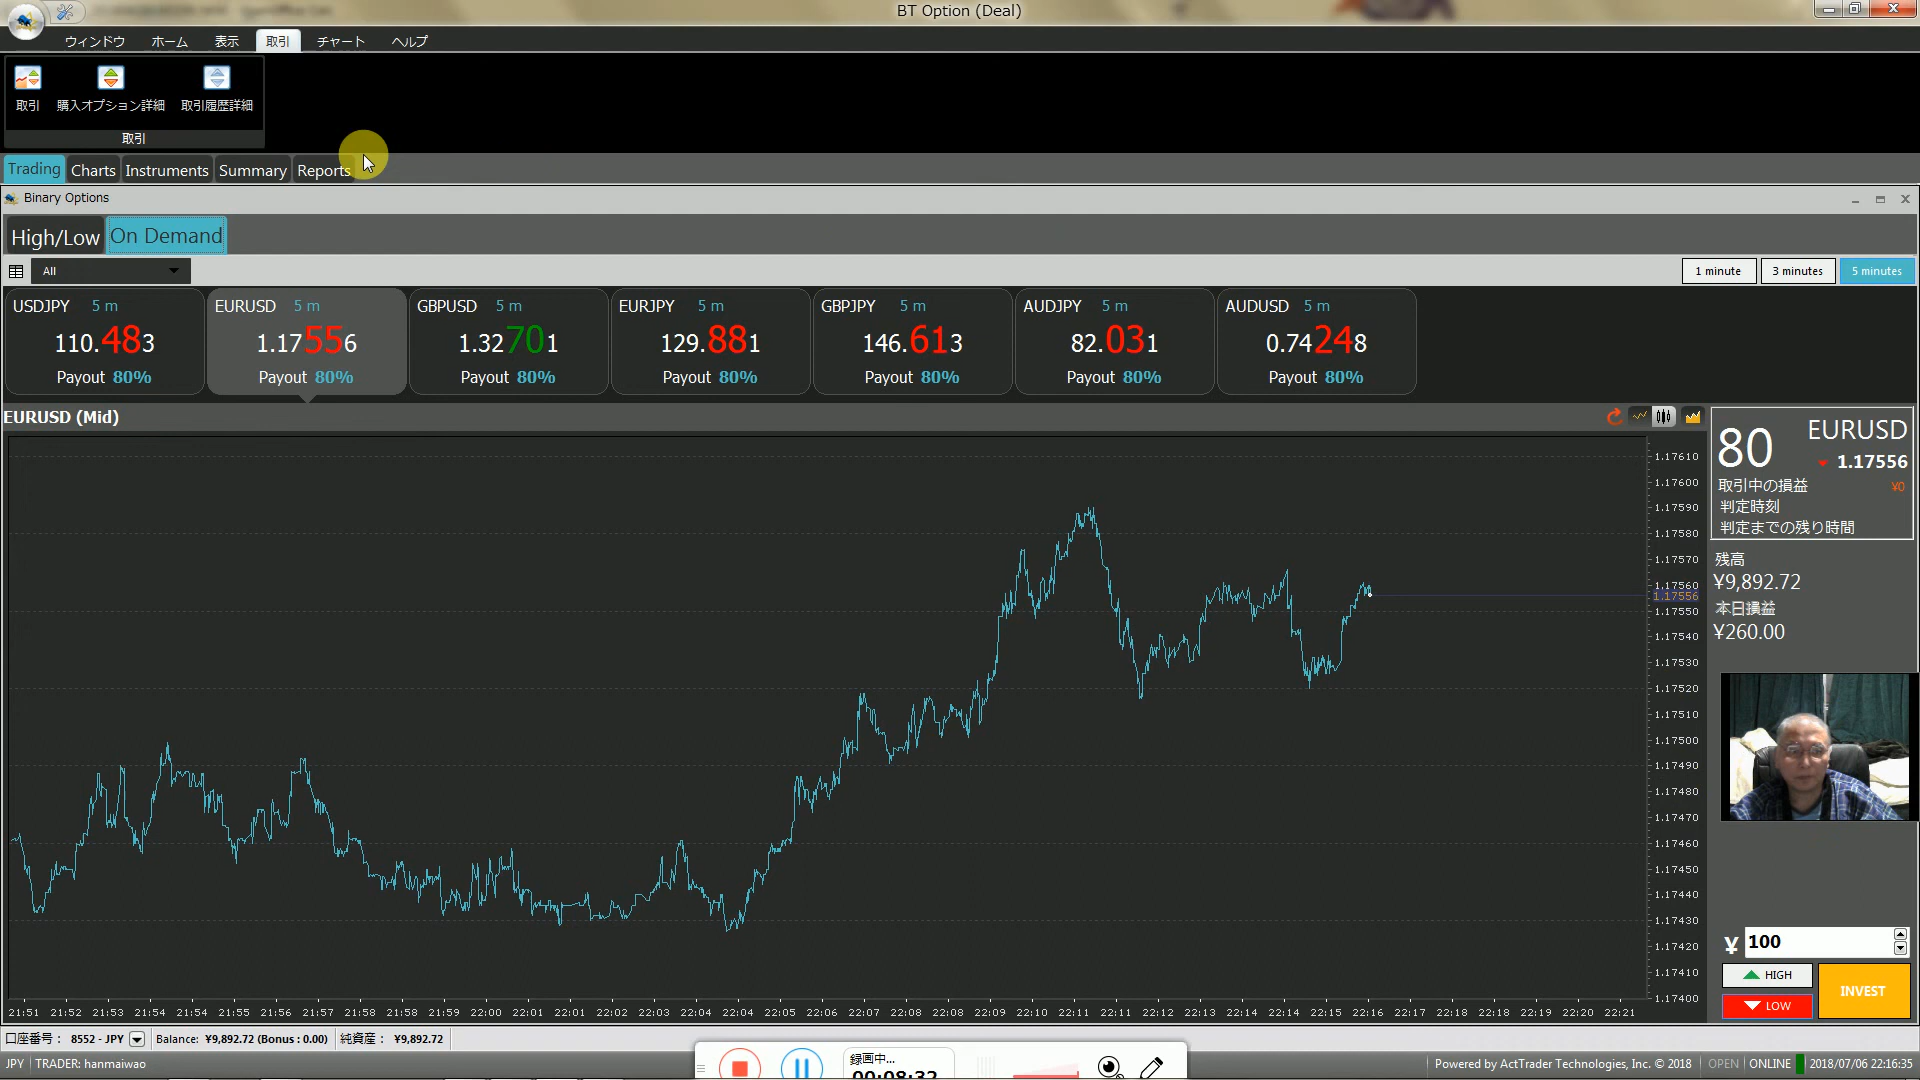 BT Option (Deal)
ウィンドウ ホーム 表示 取引 チャート ヘルプ
取引 購入オプション詳細 取引履歴詳細
取引
Trading Charts Instruments Summary Reports
Binary Options
High/Low On Demand
All
1 minute 3 minutes 5 minutes
USDJPY 5 m EURUSD 5 m GBPUSD 5 m EURJPY 5 m GBPJPY 5 m AUDJPY 5 m AUDUSD 5 m
110.483 1.17556 1.32701 129.881 146.613 82.031 0.74248
Payout 80% Payout 80% Payout 80% Payout 80% Payout 80% Payout 80% Payout 80%
EURUSD (Mid)
80 EURUSD
1.17556
取引中の損益 ¥0
判定時刻
判定までの残り時間
残高
¥9,892.72
本日損益
¥260.00
1.17610
1.17600
1.17590
1.17580
1.17570
1.17560
1.17556
1.17550
1.17540
1.17530
1.17520
1.17510
1.17500
1.17490
1.17480
1.17470
1.17460
1.17450
1.17440
1.17430
1.17420
1.17410
1.17400
¥ 100
HIGH
LOW
INVEST
21:51 21:52 21:53 21:54 21:54 21:55 21:56 21:57 21:58 21:58 21:59 22:00 22:01 22:01 22:02 22:03 22:04 22:04 22:05 22:06 22:07 22:08 22:08 22:09 22:10 22:11 22:11 22:12 22:13 22:14 22:14 22:15 22:16 22:17 22:18 22:18 22:19 22:20 22:21
口座番号： 8552 - JPY Balance: ¥9,892.72 (Bonus : 0.00) 純資産： ¥9,892.72
JPY TRADER: hanmaiwao
録画中...
00:08:32
Powered by ActTrader Technologies, Inc. © 2018 OPEN ONLINE 2018/07/06 22:16:35